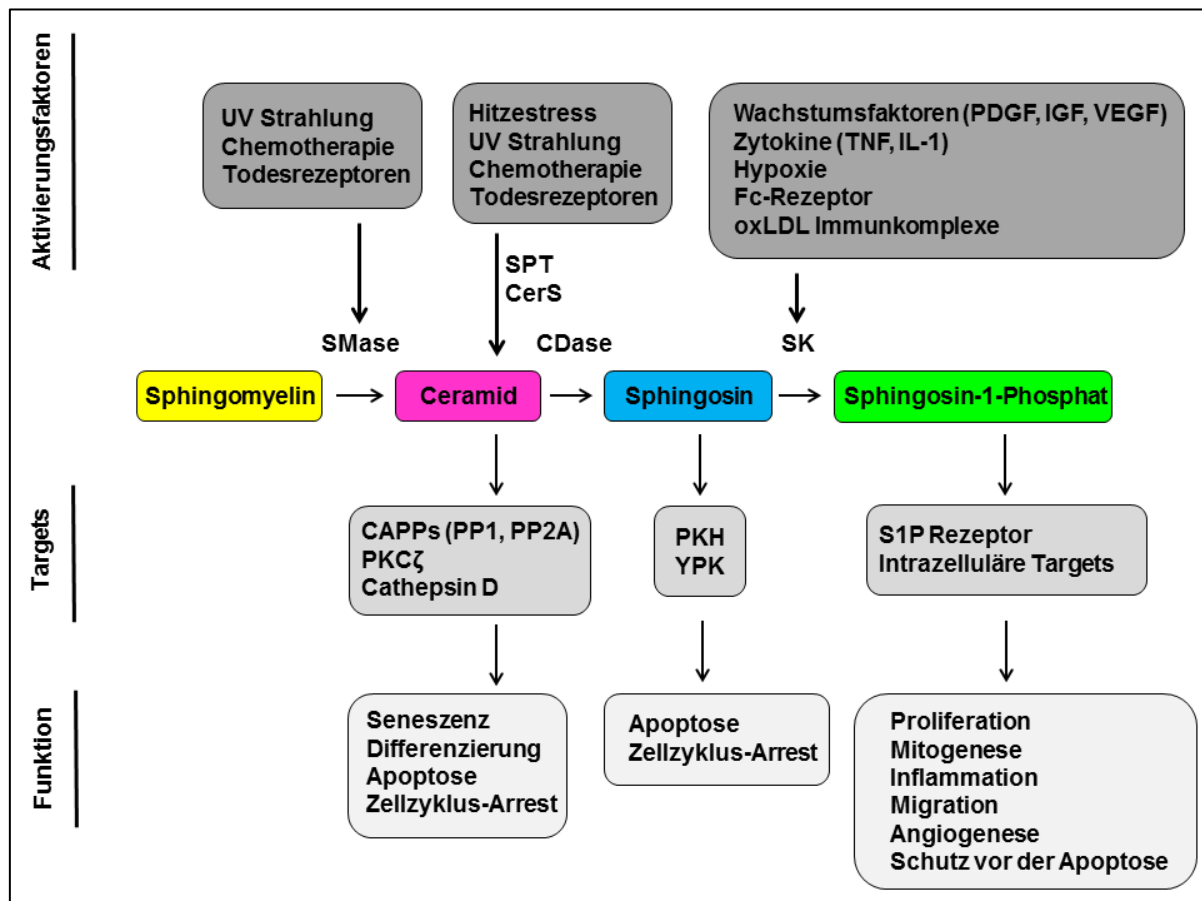 Aktivierungsfaktoren
UV Strahlung
Chemotherapie
Todesrezeptoren
Hitzestress
UV Strahlung
Chemotherapie
Todesrezeptoren
Wachstumsfaktoren (PDGF, IGF, VEGF)
Zytokine (TNF, IL-1)
Hypoxie
Fc-Rezeptor
oxLDL Immunkomplexe
SPT
CerS
SMase
CDase
SK
Sphingomyelin
Ceramid
Sphingosin
Sphingosin-1-Phosphat
Targets
CAPPs (PP1, PP2A)
PKCζ
Cathepsin D
PKH
YPK
S1P Rezeptor
Intrazelluläre Targets
Funktion
Seneszenz
Differenzierung
Apoptose
Zellzyklus-Arrest
Apoptose
Zellzyklus-Arrest
Proliferation
Mitogenese
Inflammation
Migration
Angiogenese
Schutz vor der Apoptose